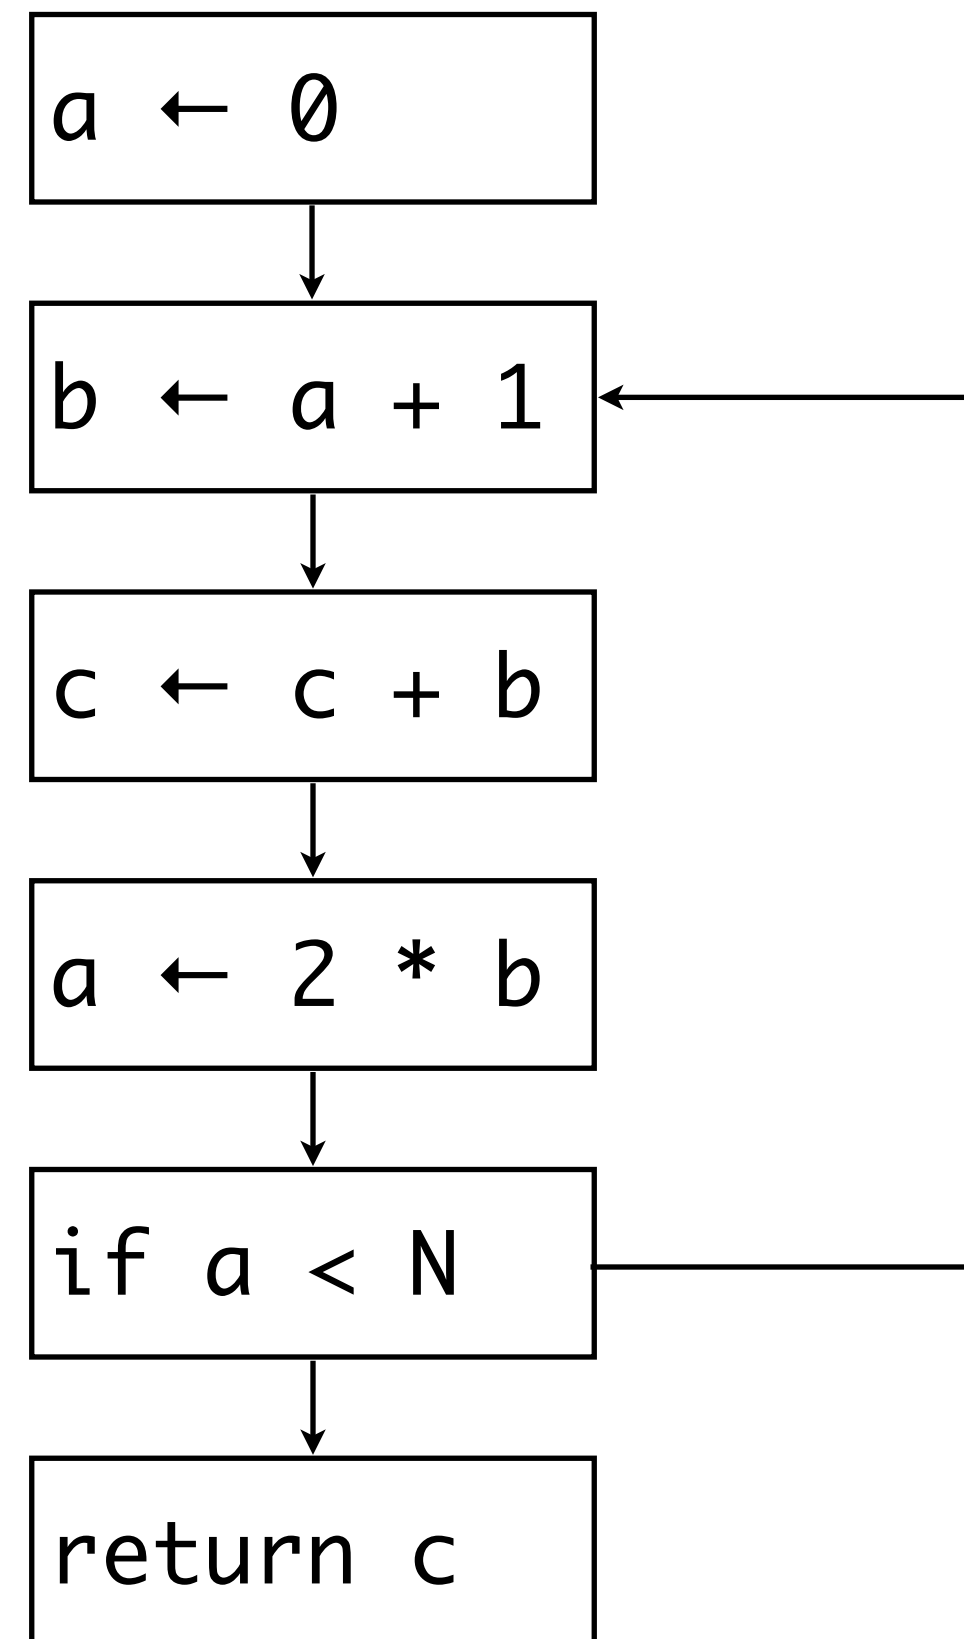 a ← 0
b ← a + 1
c ← c + b
a ← 2 * b
if a < N
return c